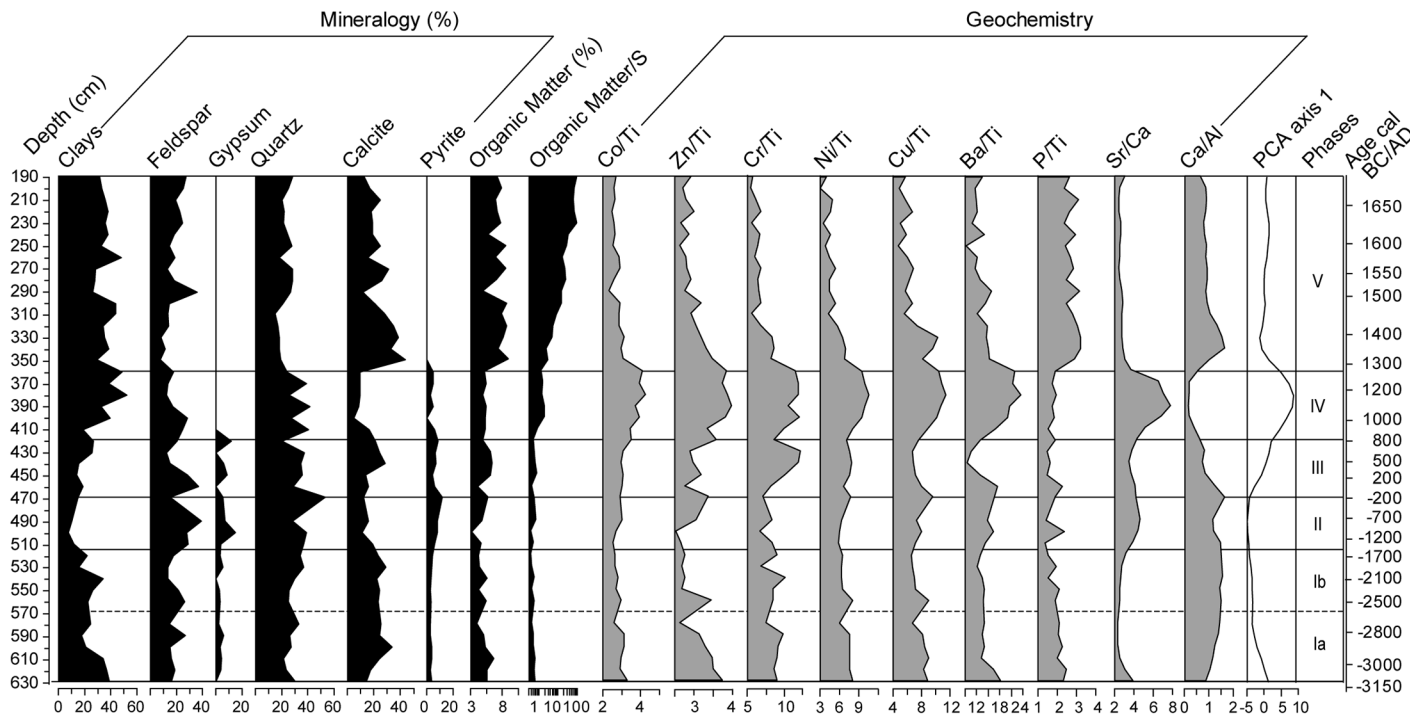 Mineralogy (%)
Geochemistry
Depth (cm)
Clays
Feldspar
Gypsum
Quartz
Calcite
Pyrite
Organic Matter (%)
Organic Matter/S
Co/Ti
Zn/Ti
Cr/Ti
Ni/Ti
Cu/Ti
Ba/Ti
P/Ti
Sr/Ca
Ca/Al
PCA axis 1
Phases
Age cal
BC/AD
190
210
230
250
270
290
310
330
350
370
390
410
430
450
470
490
510
530
550
570
590
610
630
V
IV
III
II
Ib
Ia
1650
1600
1550
1500
1400
1300
1200
1000
800
500
200
-200
-700
-1200
-1700
-2100
-2500
-2800
-3000
-3150
0 20 40 60
20 40
20
20 40 60
20 40
20
3 8
1 10 100
2 4
3 4
5 10
3 6 9
4 8 12
12 18 24
1 2 3 4
2 4 6 8
0 1 2
-5 0 5 10